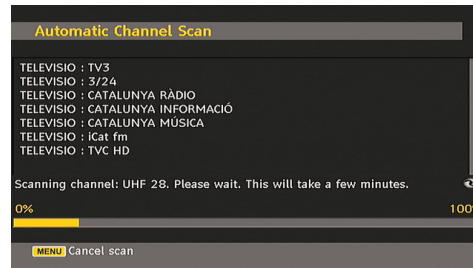 Automatic Channel Scan
TELEVISIO : TV3
TELEVISIO : 3/24
TELEVISIO : CATALUNYA RÀDIO
TELEVISIO : CATALUNYA INFORMACIÓ
TELEVISIO : CATALUNYA MÚSICA
TELEVISIO : iCat fm
TELEVISIO : TVC HD
Scanning channel: UHF 28. Please wait. This will take a few minutes.
0% 100%
MENU Cancel scan